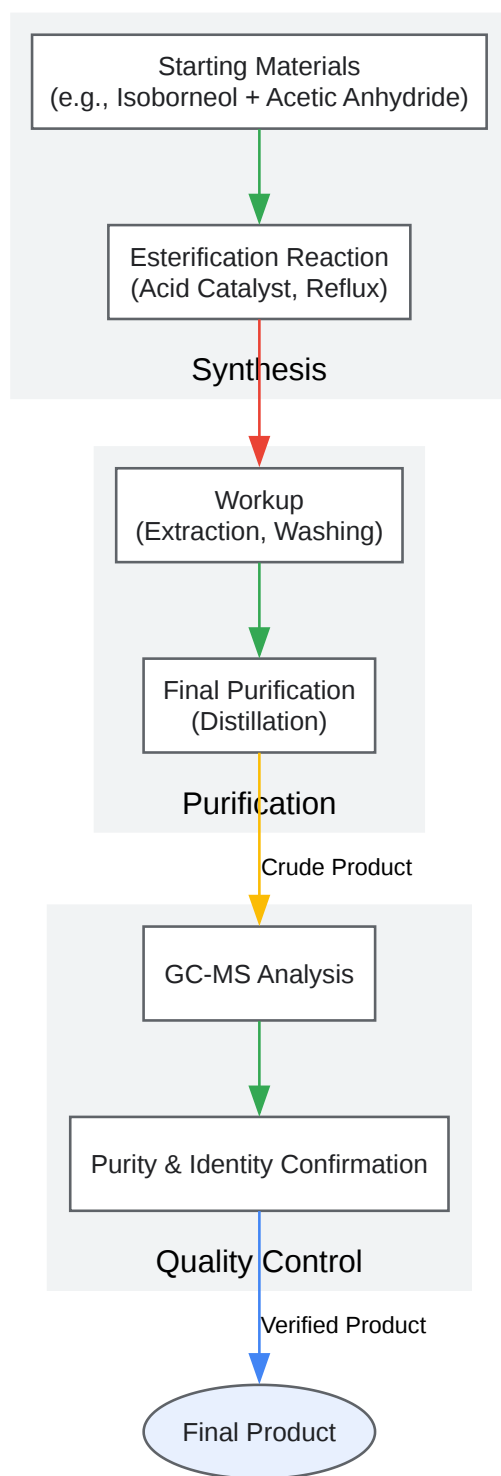 Starting Materials
(e.g., Isoborneol + Acetic Anhydride)
Esterification Reaction
(Acid Catalyst, Reflux)
Synthesis
Workup
(Extraction, Washing)
Final Purification
(Distillation)
Purification
Crude Product
GC-MS Analysis
Purity & Identity Confirmation
Quality Control
Verified Product
Final Product